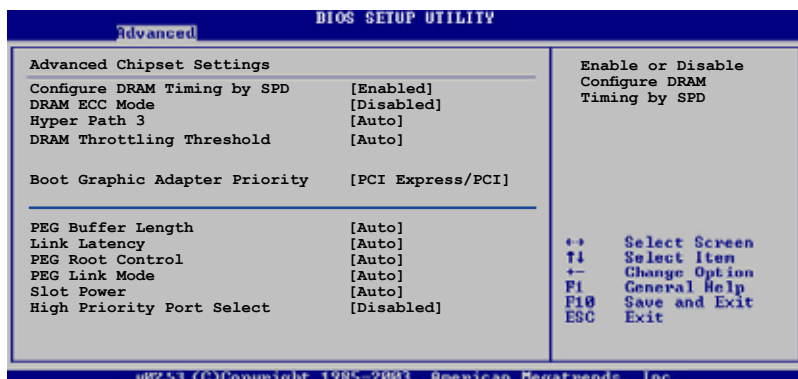 BIOS SETUP UTILITY
Advanced
Advanced Chipset Settings
Configure DRAM Timing by SPD [Enabled]
DRAM ECC Mode [Disabled]
Hyper Path 3 [Auto]
DRAM Throttling Threshold [Auto]
Boot Graphic Adapter Priority [PCI Express/PCI]
PEG Buffer Length [Auto]
Link Latency [Auto]
PEG Root Control [Auto]
PEG Link Mode [Auto]
Slot Power [Auto]
High Priority Port Select [Disabled]
Enable or Disable
Configure DRAM
Timing by SPD
↔ Select Screen
↑↓ Select Item
+- Change Option
F1 General Help
F10 Save and Exit
ESC Exit
v02.53 (C)Copyright 1985-2003, American Megatrends, Inc.